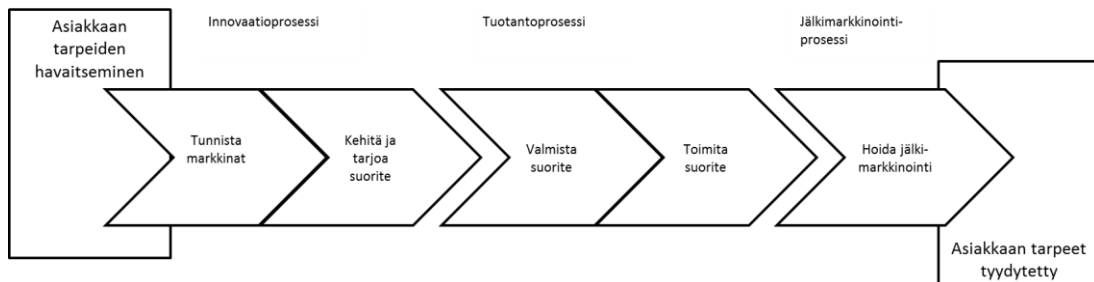 Asiakkaan
tarpeiden
havaitseminen
Innovaatioprosessi
Tuotantoprosessi
Jälkimarkkinointi-
prosessi
Tunnista
markkinat
Kehitä ja
tarjoa
suorite
Valmista
suorite
Toimita
suorite
Hoida jälki-
markkinointi
Asiakkaan tarpeet
tyydytetty